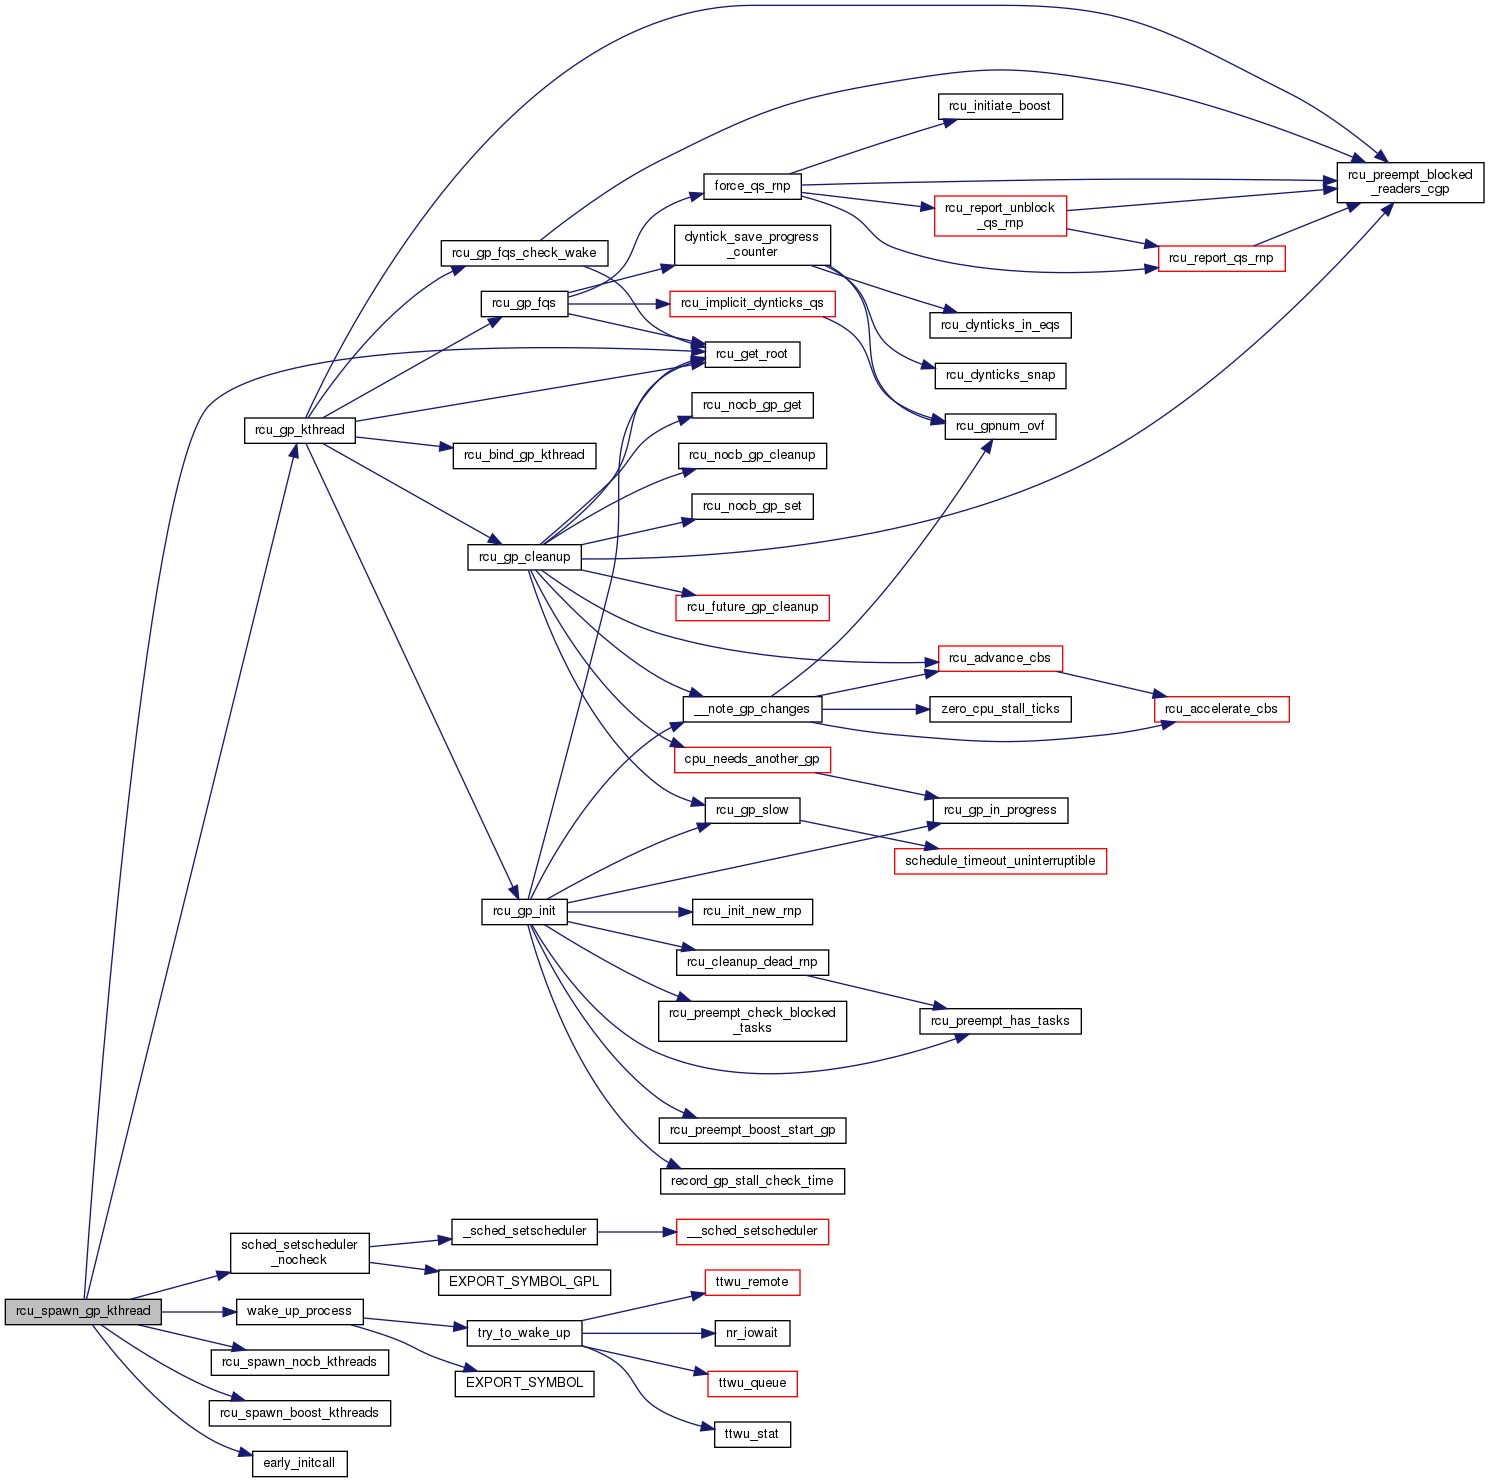 rcu_initiate_boost
rcu_preempt_blocked
_readers_cgp
force_qs_rnp
rcu_report_unblock
_qs_rnp
dyntick_save_progress
_counter
rcu_gp_fqs_check_wake
rcu_report_qs_rnp
rcu_gp_fqs
rcu_implicit_dynticks_qs
rcu_dynticks_in_eqs
rcu_get_root
rcu_dynticks_snap
rcu_nocb_gp_get
rcu_gp_kthread
rcu_gpnum_ovf
rcu_bind_gp_kthread
rcu_nocb_gp_cleanup
rcu_nocb_gp_set
rcu_gp_cleanup
rcu_future_gp_cleanup
rcu_advance_cbs
__note_gp_changes
zero_cpu_stall_ticks
rcu_accelerate_cbs
cpu_needs_another_gp
rcu_gp_slow
rcu_gp_in_progress
schedule_timeout_uninterruptible
rcu_gp_init
rcu_init_new_rnp
rcu_cleanup_dead_rnp
rcu_preempt_check_blocked
_tasks
rcu_preempt_has_tasks
rcu_preempt_boost_start_gp
record_gp_stall_check_time
sched_setscheduler
_nocheck
_sched_setscheduler
__sched_setscheduler
EXPORT_SYMBOL_GPL
ttwu_remote
rcu_spawn_gp_kthread
wake_up_process
try_to_wake_up
nr_iowait
rcu_spawn_nocb_kthreads
EXPORT_SYMBOL
ttwu_queue
rcu_spawn_boost_kthreads
ttwu_stat
early_initcall